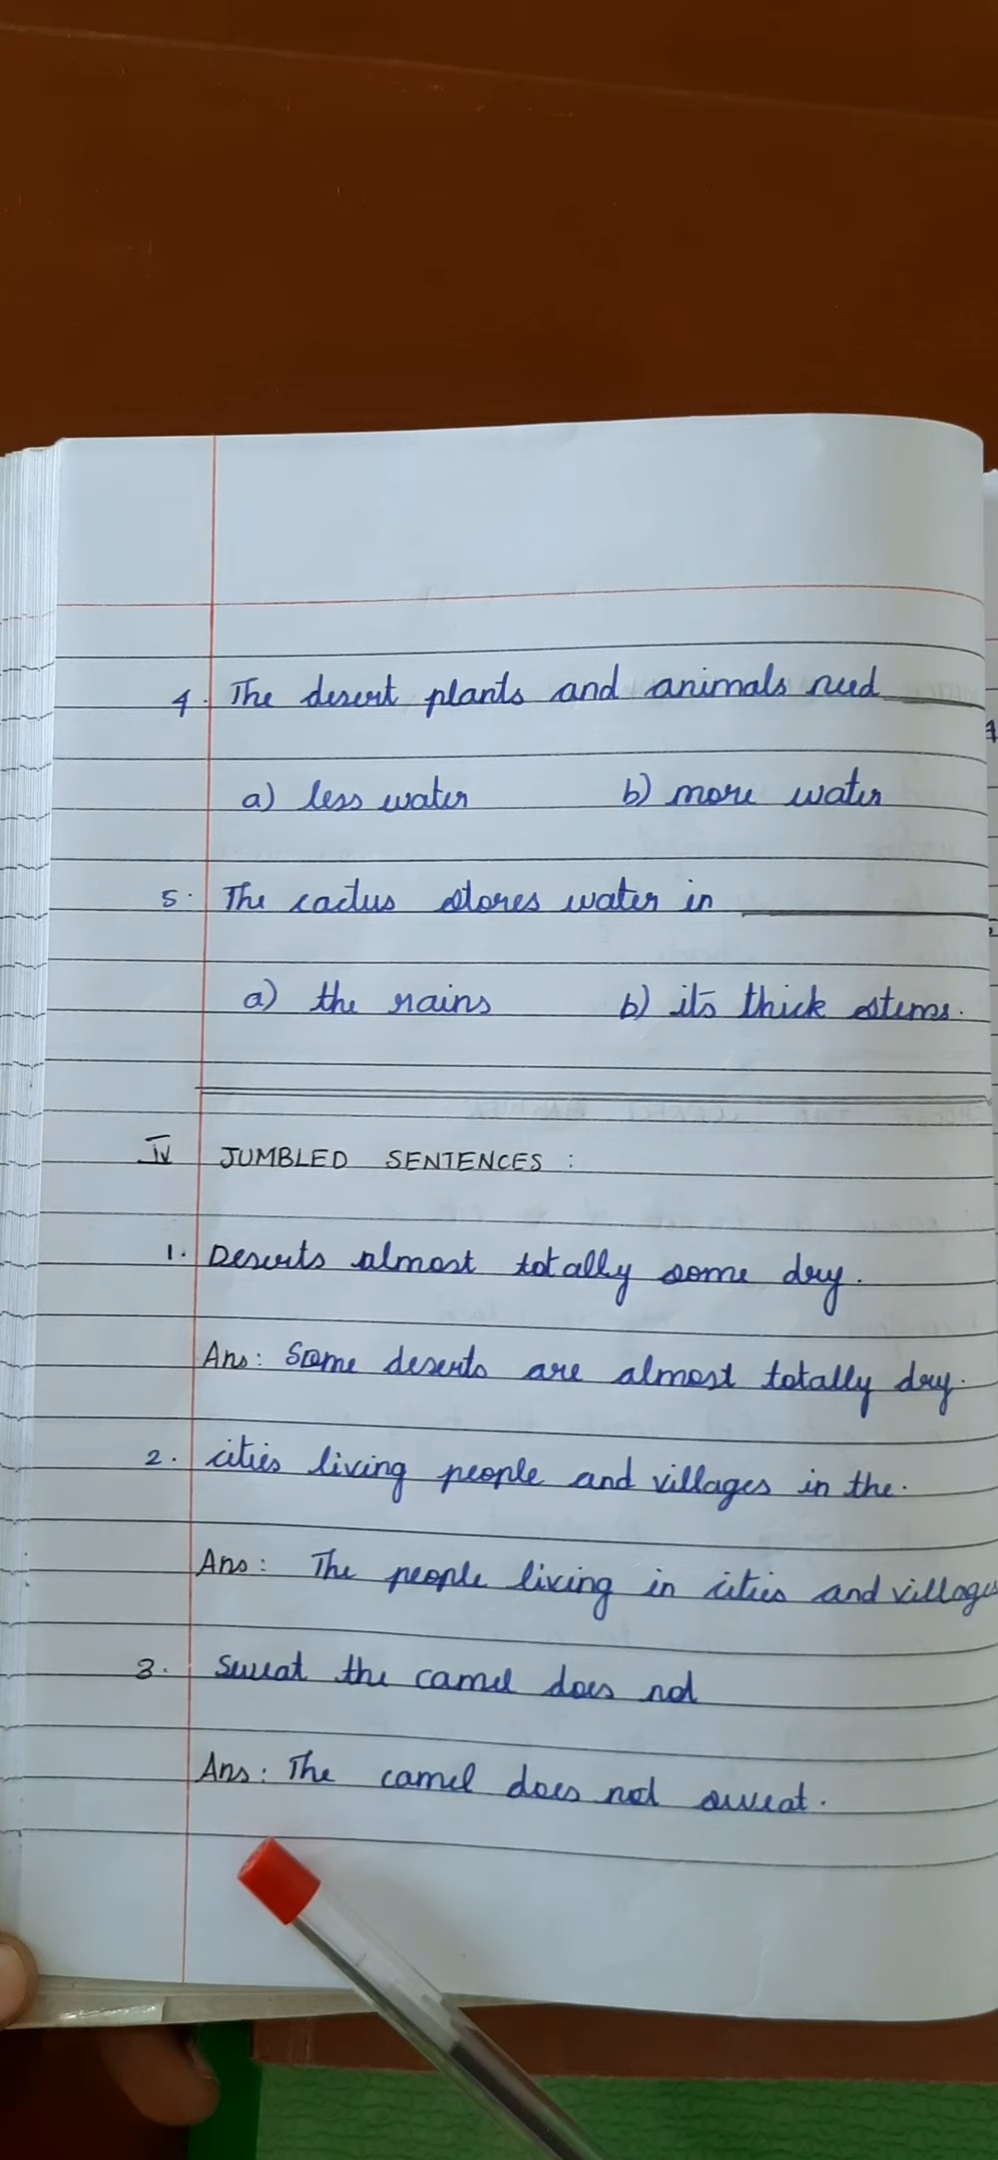 4. The desert plants and animals need ______
a) less water b) more water
5. The cactus stores water in ______
a) the rains b) its thick stems.
IV JUMBLED SENTENCES :
1. Deserts almost totally some dry.
Ans: Some deserts are almost totally dry.
2. cities living people and villages in the.
Ans: The people living in cities and villages
3. Sweat the camel does not
Ans: The camel does not sweat.